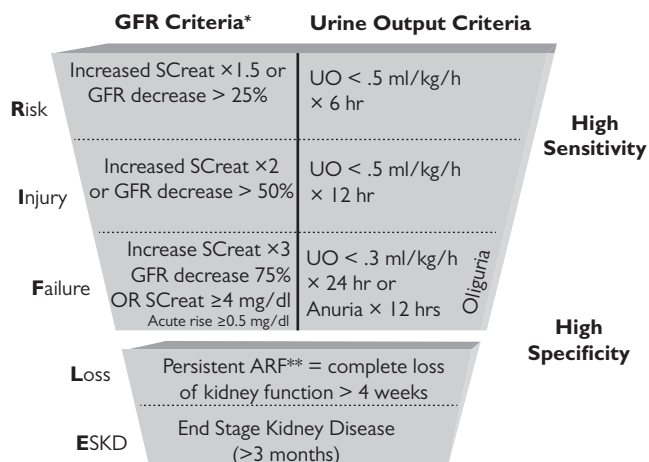 GFR Criteria* Urine Output Criteria
Risk
Increased SCreat ×1.5 or
GFR decrease > 25%
UO < .5 ml/kg/h
× 6 hr
High
Sensitivity
Injury
Increased SCreat ×2
or GFR decrease > 50%
UO < .5 ml/kg/h
× 12 hr
Failure
Increase SCreat ×3
GFR decrease 75%
OR SCreat ≥4 mg/dl
Acute rise ≥0.5 mg/dl
UO < .3 ml/kg/h
× 24 hr or
Anuria × 12 hrs
Oliguria
High
Specificity
Loss
Persistent ARF** = complete loss
of kidney function > 4 weeks
ESKD
End Stage Kidney Disease
(>3 months)